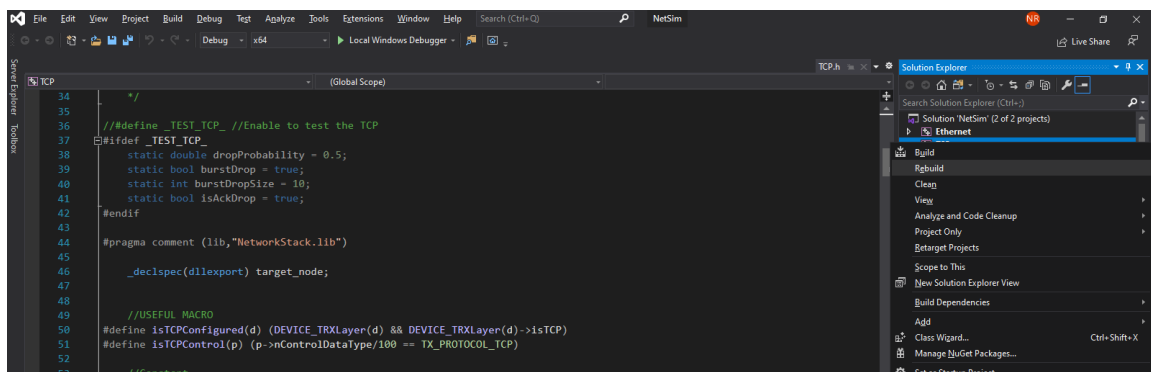 File Edit View Project Build Debug Test Analyze Tools Extensions Window Help Search (Ctrl+Q) NetSim NR
Debug x64 Local Windows Debugger Live Share
Server Explorer
Toolbox
TCP.h
TCP (Global Scope)
34 */
35
36 //#define _TEST_TCP_ //Enable to test the TCP
37 #ifdef _TEST_TCP_
38 static double dropProbability = 0.5;
39 static bool burstDrop = true;
40 static int burstDropSize = 10;
41 static bool isAckDrop = true;
42 #endif
43
44 #pragma comment (lib,"NetworkStack.lib")
45
46 _declspec(dllexport) target_node;
47
48
49 //USEFUL MACRO
50 #define isTCPConfigured(d) (DEVICE_TRXLayer(d) && DEVICE_TRXLayer(d)->isTCP)
51 #define isTCPControl(p) (p->nControlDataType/100 == TX_PROTOCOL_TCP)
52
Solution Explorer
Search Solution Explorer (Ctrl+;)
Solution 'NetSim' (2 of 2 projects)
Ethernet
Build
Rebuild
Clean
View
Analyze and Code Cleanup
Project Only
Retarget Projects
Scope to This
New Solution Explorer View
Build Dependencies
Add
Class Wizard... Ctrl+Shift+X
Manage NuGet Packages...